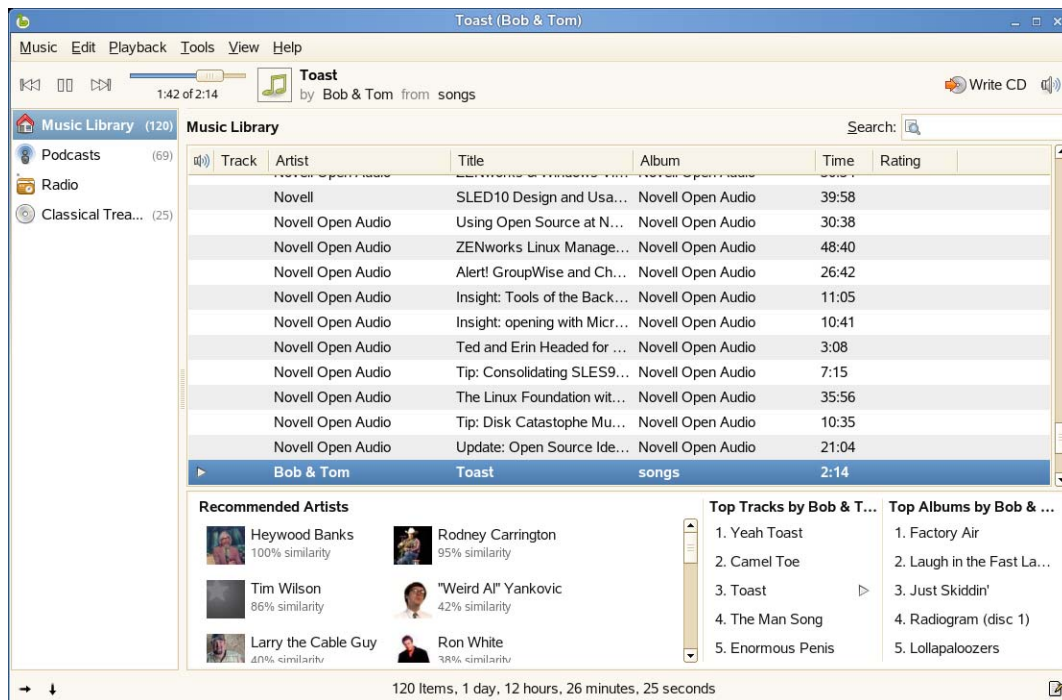 Toast (Bob & Tom)
Music Edit Playback Tools View Help
1:42 of 2:14
Toast
by Bob & Tom from songs
Write CD
Music Library (120)
Podcasts (69)
Radio
Classical Trea... (25)
Music Library
Search:
Track Artist Title Album Time Rating
Novell SLED10 Design and Usa... Novell Open Audio 39:58
Novell Open Audio Using Open Source at N... Novell Open Audio 30:38
Novell Open Audio ZENworks Linux Manage... Novell Open Audio 48:40
Novell Open Audio Alert! GroupWise and Ch... Novell Open Audio 26:42
Novell Open Audio Insight: Tools of the Back... Novell Open Audio 11:05
Novell Open Audio Insight: opening with Micr... Novell Open Audio 10:41
Novell Open Audio Ted and Erin Headed for ... Novell Open Audio 3:08
Novell Open Audio Tip: Consolidating SLES9... Novell Open Audio 7:15
Novell Open Audio The Linux Foundation wit... Novell Open Audio 35:56
Novell Open Audio Tip: Disk Catastophe Mu... Novell Open Audio 10:35
Novell Open Audio Update: Open Source Ide... Novell Open Audio 21:04
Bob & Tom Toast songs 2:14
Recommended Artists
Heywood Banks
100% similarity
Rodney Carrington
95% similarity
Tim Wilson
86% similarity
"Weird Al" Yankovic
42% similarity
Larry the Cable Guy
40% similarity
Ron White
38% similarity
Top Tracks by Bob & T...
1. Yeah Toast
2. Camel Toe
3. Toast
4. The Man Song
5. Enormous Penis
Top Albums by Bob & ...
1. Factory Air
2. Laugh in the Fast La...
3. Just Skiddin'
4. Radiogram (disc 1)
5. Lollapaloozers
120 Items, 1 day, 12 hours, 26 minutes, 25 seconds